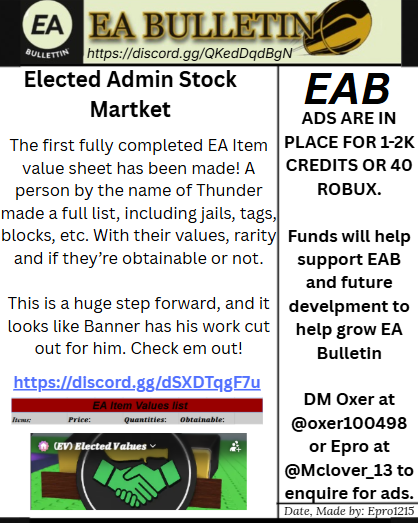 EA
BULLETTIN
EA BULLETIN
https://discord.gg/QKedDqdBgN
Elected Admin Stock
Martket
The first fully completed EA Item
value sheet has been made! A
person by the name of Thunder
made a full list, including jails, tags,
blocks, etc. With their values, rarity
and if they’re obtainable or not.
This is a huge step forward, and it
looks like Banner has his work cut
out for him. Check em out!
https://discord.gg/dSXDTqgF7u
EA Item Values list
Items: Price: Quantities: Obtainable:
(EV) Elected Values
EAB
ADS ARE IN
PLACE FOR 1-2K
CREDITS OR 40
ROBUX.
Funds will help
support EAB
and future
develpment to
help grow EA
BulletIn
DM Oxer at
@oxer100498
or Epro at
@Mclover_13 to
enquire for ads.
Date, Made by: Epro1215